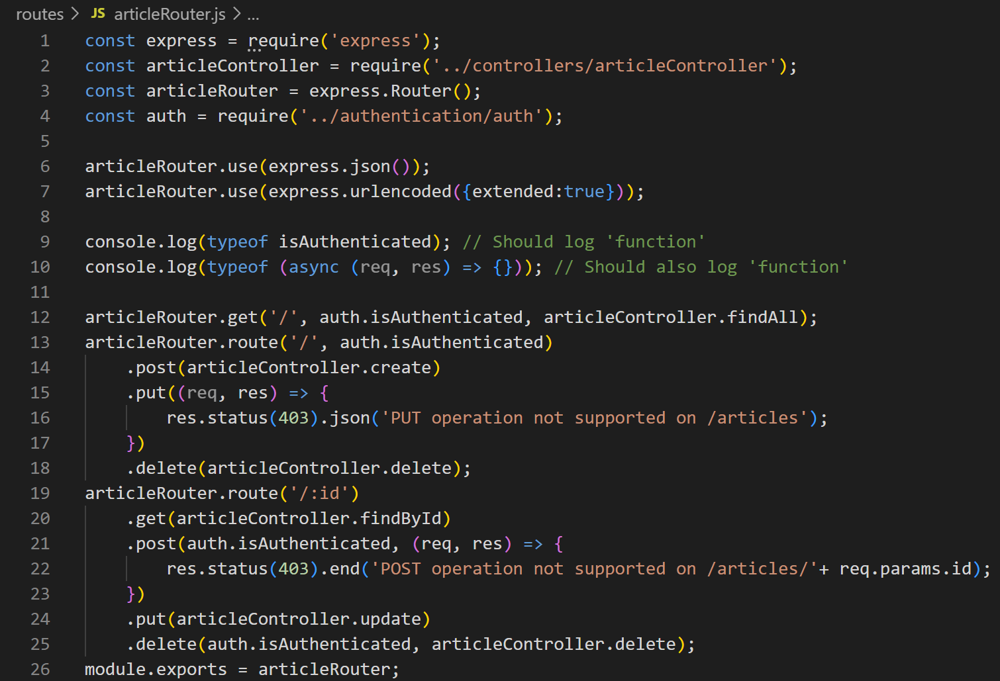 routes > JS articleRouter.js > ...
1 const express = require('express');
2 const articleController = require('../controllers/articleController');
3 const articleRouter = express.Router();
4 const auth = require('../authentication/auth');
5
6 articleRouter.use(express.json());
7 articleRouter.use(express.urlencoded({extended:true}));
8
9 console.log(typeof isAuthenticated); // Should log 'function'
10 console.log(typeof (async (req, res) => {})); // Should also log 'function'
11
12 articleRouter.get('/', auth.isAuthenticated, articleController.findAll);
13 articleRouter.route('/', auth.isAuthenticated)
14     .post(articleController.create)
15     .put((req, res) => {
16         res.status(403).json('PUT operation not supported on /articles');
17     })
18     .delete(articleController.delete);
19 articleRouter.route('/:id')
20     .get(articleController.findById)
21     .post(auth.isAuthenticated, (req, res) => {
22         res.status(403).end('POST operation not supported on /articles/'+ req.params.id);
23     })
24     .put(articleController.update)
25     .delete(auth.isAuthenticated, articleController.delete);
26 module.exports = articleRouter;